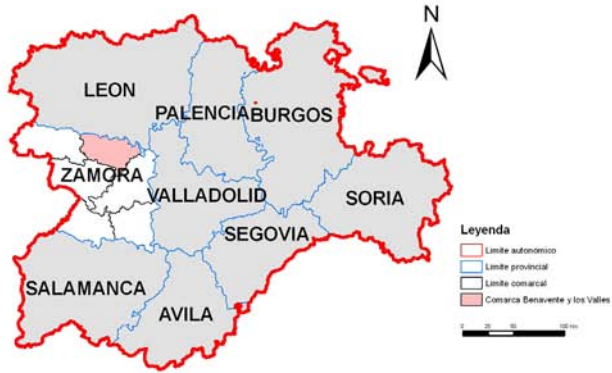 N
LEON
PALENCIA
BURGOS
ZAMORA
VALLADOLID
SORIA
SEGOVIA
SALAMANCA
AVILA
Leyenda
Limite autonómico
Limite provincial
Limite comarcal
Comarca Benavente y los Valles
0 25 50 100 Km